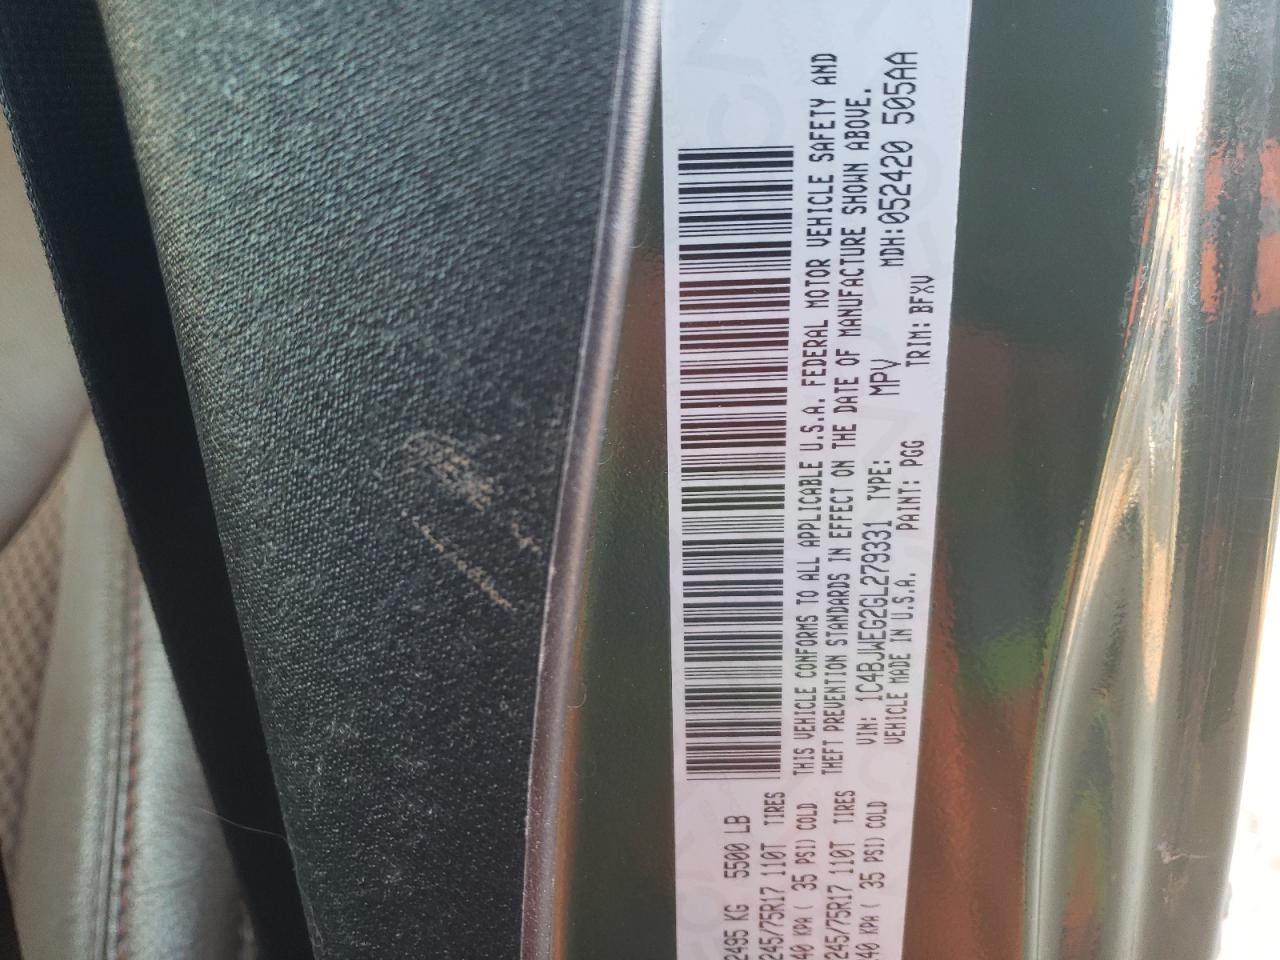 2495 KG 5500 LB
245/75R17 110T TIRES
40 KPA ( 35 PSI) COLD
245/75R17 110T TIRES
40 KPA ( 35 PSI) COLD
THIS VEHICLE CONFORMS TO ALL APPLICABLE U.S.A. FEDERAL MOTOR VEHICLE SAFETY AND
THEFT PREVENTION STANDARDS IN EFFECT ON THE DATE OF MANUFACTURE SHOWN ABOVE.
VIN: 1C4BJWEG2GL279331 TYPE: MPV MDH:052420 505AA
VEHICLE MADE IN U.S.A. PAINT: PGG TRIM: BFXV